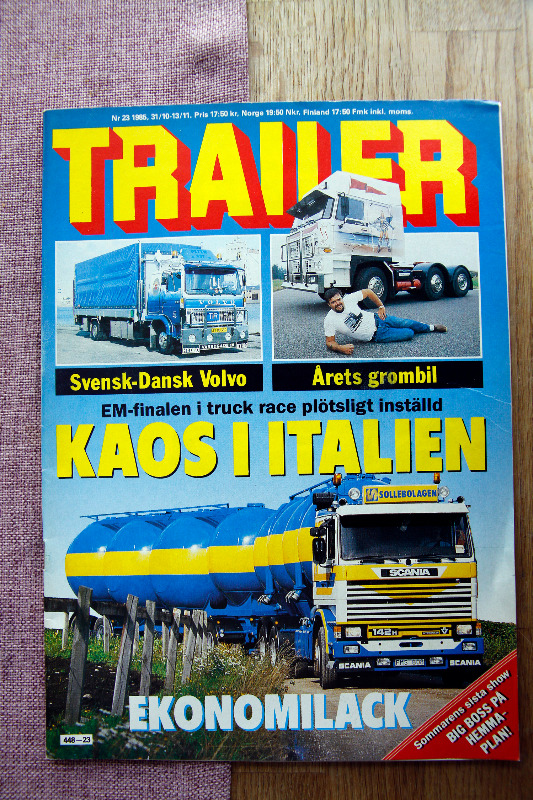 Nr 23 1985, 31/10-13/11. Pris 17:50 kr, Norge 19:50 Nkr, Finland 17:50 Fmk inkl. moms.
TRAILER
VOLVO
Svensk-Dansk Volvo
Årets grombil
EM-finalen i truck race plötsligt inställd
KAOS I ITALIEN
SOLLEBOLAGEN
SCANIA
142H
V
SCANIA
SCANIA
EKONOMILACK
Sommarens sista show
BIG BOSS PÅ
HEMMA-
PLAN!
448-23